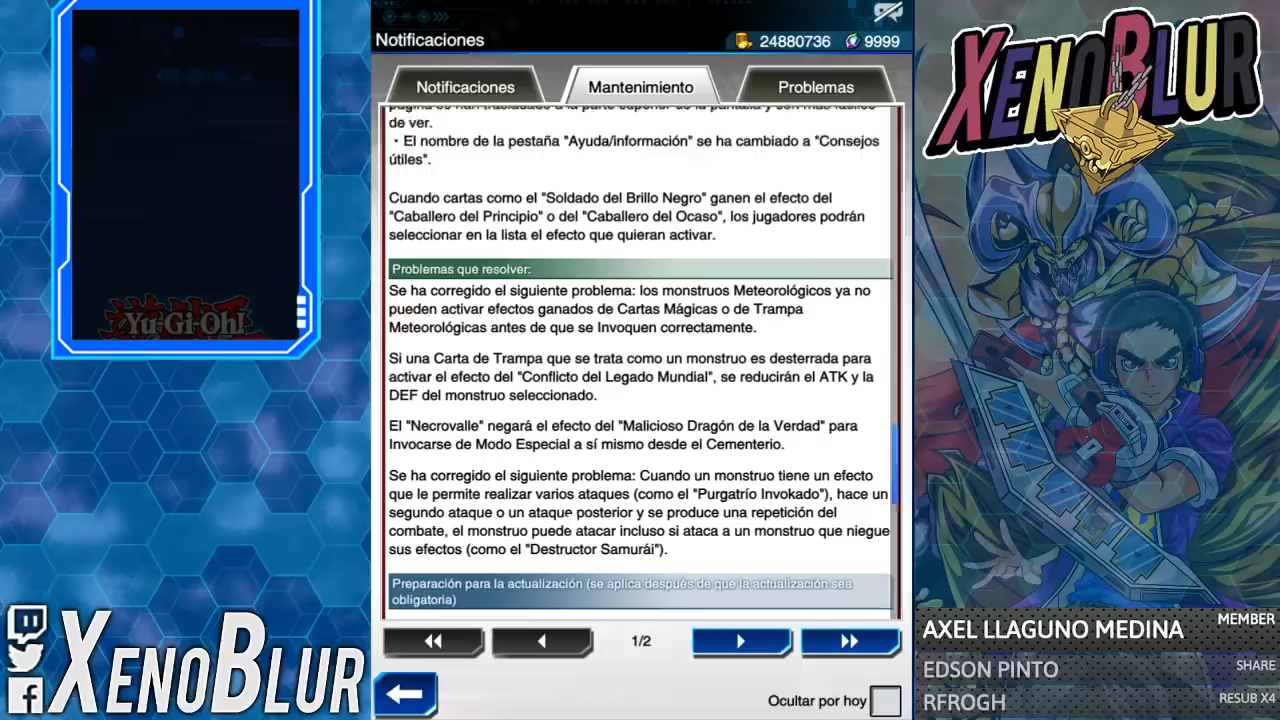 Notificaciones
24880736
9999
Notificaciones
Mantenimiento
Problemas
de ver.
・El nombre de la pestaña "Ayuda/información" se ha cambiado a "Consejos
útiles".
Cuando cartas como el "Soldado del Brillo Negro" ganen el efecto del
"Caballero del Principio" o del "Caballero del Ocaso", los jugadores podrán
seleccionar en la lista el efecto que quieran activar.
Problemas que resolver:
Se ha corregido el siguiente problema: los monstruos Meteorológicos ya no
pueden activar efectos ganados de Cartas Mágicas o de Trampa
Meteorológicas antes de que se Invoquen correctamente.
Si una Carta de Trampa que se trata como un monstruo es desterrada para
activar el efecto del "Conflicto del Legado Mundial", se reducirán el ATK y la
DEF del monstruo seleccionado.
El "Necrovalle" negará el efecto del "Malicioso Dragón de la Verdad" para
Invocarse de Modo Especial a sí mismo desde el Cementerio.
Se ha corregido el siguiente problema: Cuando un monstruo tiene un efecto
que le permite realizar varios ataques (como el "Purgatrío Invokado"), hace un
segundo ataque o un ataque posterior y se produce una repetición del
combate, el monstruo puede atacar incluso si ataca a un monstruo que niegue
sus efectos (como el "Destructor Samurái").
Preparación para la actualización (se aplica después de que la actualización sea
obligatoria)
1/2
Ocultar por hoy
Yu-Gi-Oh!
XENOBLUR
XENOBLUR
AXEL LLAGUNO MEDINA
MEMBER
EDSON PINTO
SHARE
RFROGH
RESUB X4